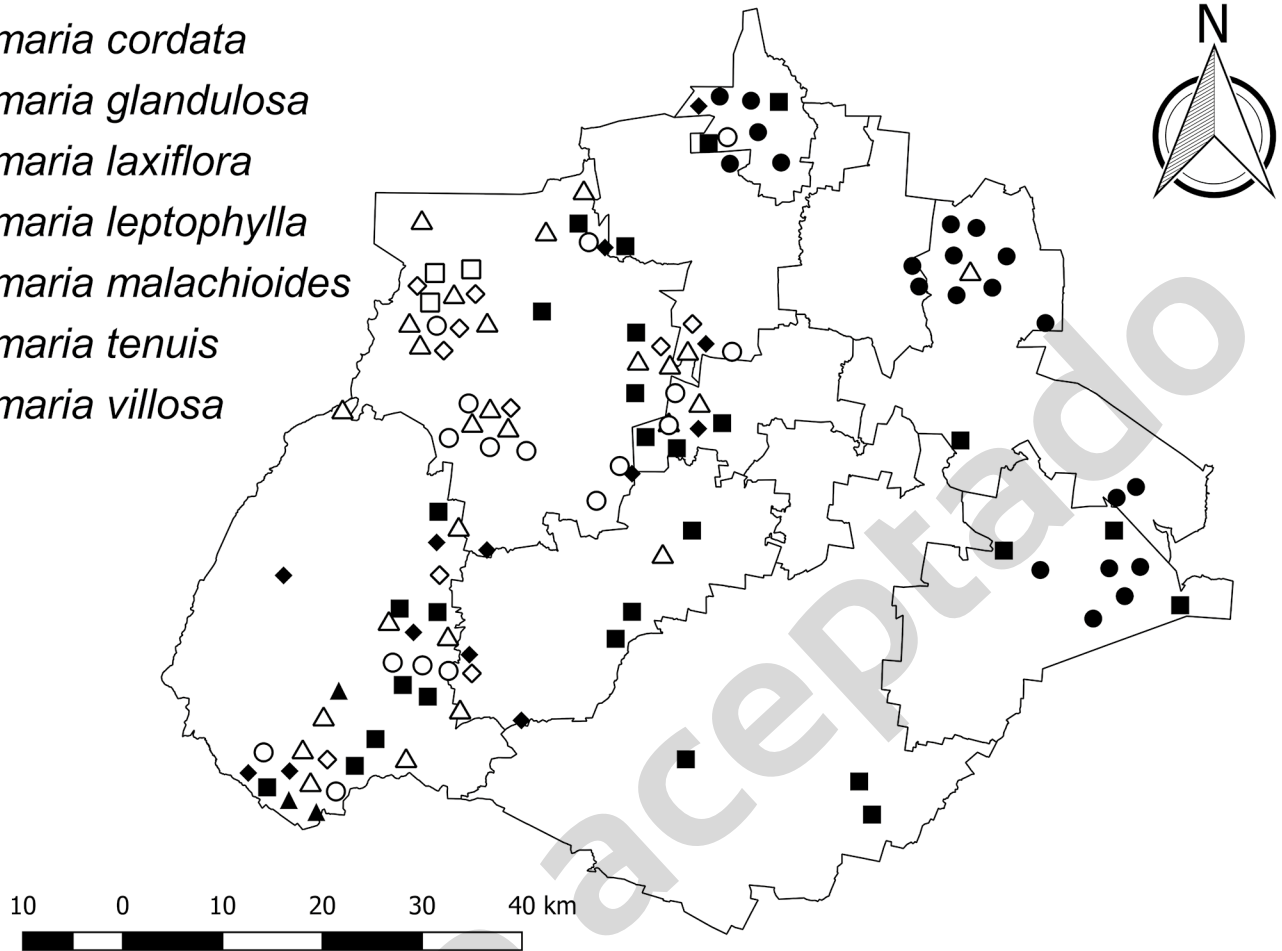 maria cordata
maria glandulosa
maria laxiflora
maria leptophylla
maria malachioides
maria tenuis
maria villosa
N
aceptado
10 0 10 20 30 40 km